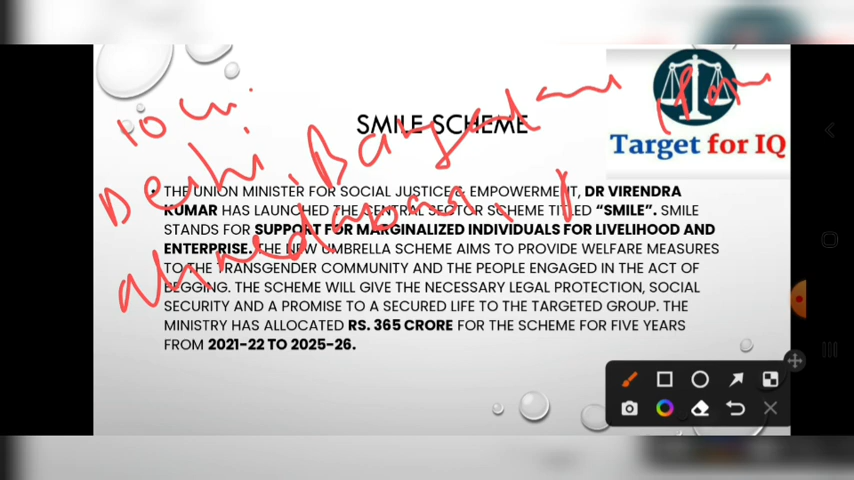 SMILE SCHEME
Target for IQ
10 ci.
Delhi, Bangalor
ahmedabad,
• THE UNION MINISTER FOR SOCIAL JUSTICE & EMPOWERMENT, DR VIRENDRA
KUMAR HAS LAUNCHED THE CENTRAL SECTOR SCHEME TITLED “SMILE”. SMILE
STANDS FOR SUPPORT FOR MARGINALIZED INDIVIDUALS FOR LIVELIHOOD AND
ENTERPRISE. THE NEW UMBRELLA SCHEME AIMS TO PROVIDE WELFARE MEASURES
TO THE TRANSGENDER COMMUNITY AND THE PEOPLE ENGAGED IN THE ACT OF
BEGGING. THE SCHEME WILL GIVE THE NECESSARY LEGAL PROTECTION, SOCIAL
SECURITY AND A PROMISE TO A SECURED LIFE TO THE TARGETED GROUP. THE
MINISTRY HAS ALLOCATED RS. 365 CRORE FOR THE SCHEME FOR FIVE YEARS
FROM 2021-22 TO 2025-26.